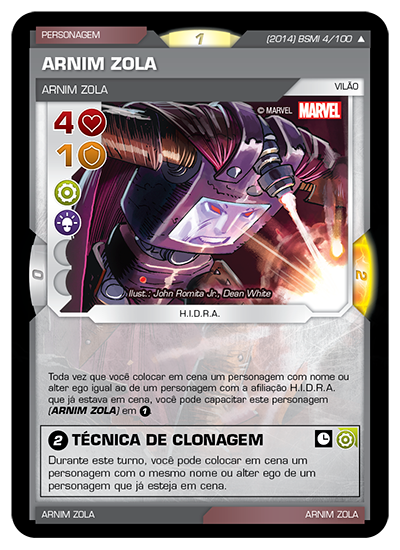 PERSONAGEM
1
(2014) BSMI 4/100 ▲
ARNIM ZOLA
ARNIM ZOLA
VILÃO
© MARVEL MARVEL
4
1
0
2
Ilust.: John Romita Jr., Dean White
H.I.D.R.A.
Toda vez que você colocar em cena um personagem com nome ou
alter ego igual ao de um personagem com a afiliação H.I.D.R.A.
que já estava em cena, você pode capacitar este personagem
(ARNIM ZOLA) em 1.
2 TÉCNICA DE CLONAGEM
Durante este turno, você pode colocar em cena um
personagem com o mesmo nome ou alter ego de um
personagem que já esteja em cena.
ARNIM ZOLA
ARNIM ZOLA